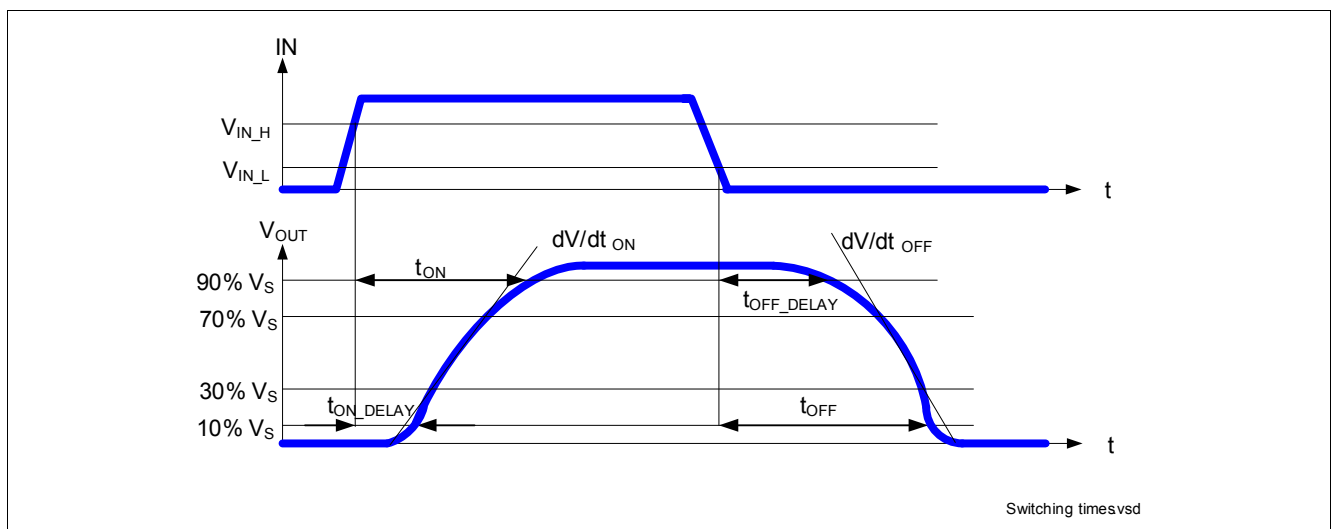 IN
V_IN_H
V_IN_L
t
V_OUT
dV/dt ON
dV/dt OFF
90% V_S
t_ON
t_OFF_DELAY
70% V_S
30% V_S
t_ON_DELAY
t_OFF
10% V_S
t
Switching times.vsd